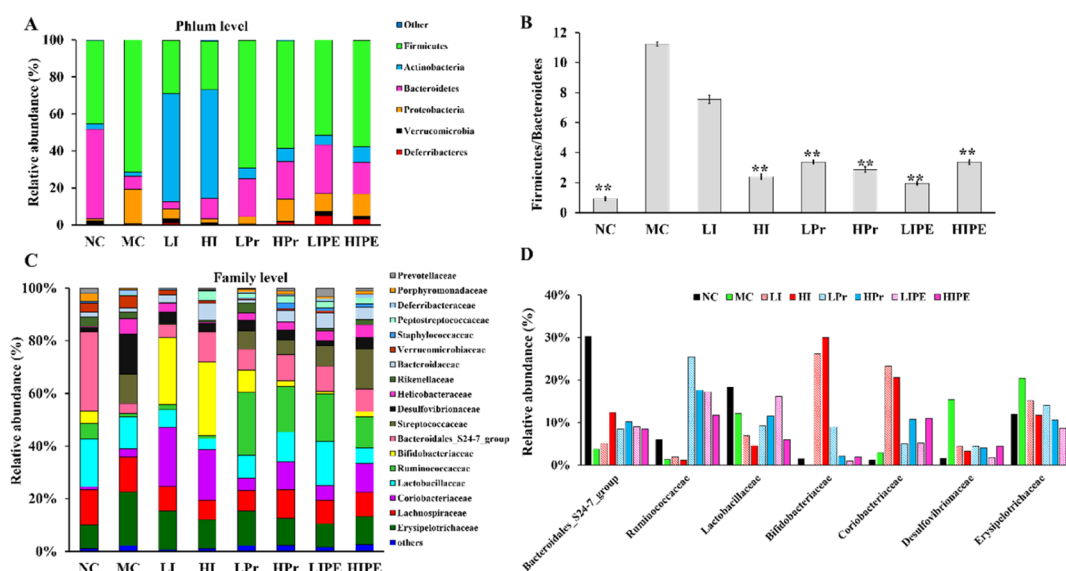 A
Phlum level
Relative abundance (%)
100
80
60
40
20
0
NC MC LI HI LPr HPr LIPE HIPE
Other
Firmicutes
Actinobacteria
Bacteroidetes
Proteobacteria
Verrucomicrobia
Deferribacteres
B
Firmicutes/Bacteroidetes
12
10
8
6
4
2
0
** ** ** ** ** **
NC MC LI HI LPr HPr LIPE HIPE
C
Family level
Relative abundance (%)
100%
80%
60%
40%
20%
0%
NC MC LI HI LPr HPr LIPE HIPE
Prevotellaceae
Porphyromonadaceae
Deferribacteraceae
Peptostreptococcaceae
Staphylococcaceae
Verrucomicrobiaceae
Bacteroidaceae
Rikenellaceae
Helicobacteraceae
Desulfovibrionaceae
Streptococcaceae
Bacteroidales_S24-7_group
Bifidobacteriaceae
Ruminococcaceae
Lactobacillaceae
Coriobacteriaceae
Lachnospiraceae
Erysipelotrichaceae
others
D
NC MC LI HI LPr HPr LIPE HIPE
Relative abundance (%)
40%
30%
20%
10%
0%
Bacteroidales_S24-7_group
Ruminococcaceae
Lactobacillaceae
Bifidobacteriaceae
Coriobacteriaceae
Desulfovibrionaceae
Erysipelotrichaceae